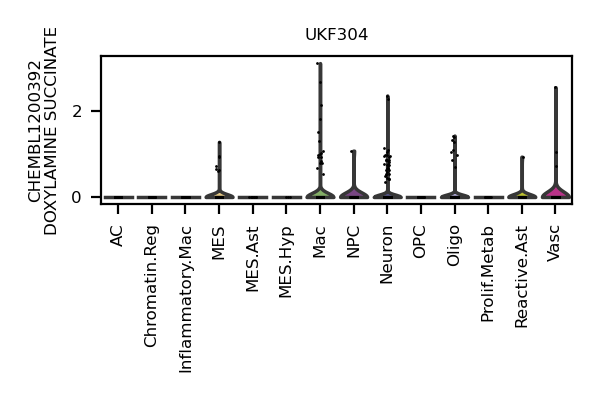 UKF304
CHEMBL1200392
DOXYLAMINE SUCCINATE
2
0
AC
Chromatin.Reg
Inflammatory.Mac
MES
MES.Ast
MES.Hyp
Mac
NPC
Neuron
OPC
Oligo
Prolif.Metab
Reactive.Ast
Vasc